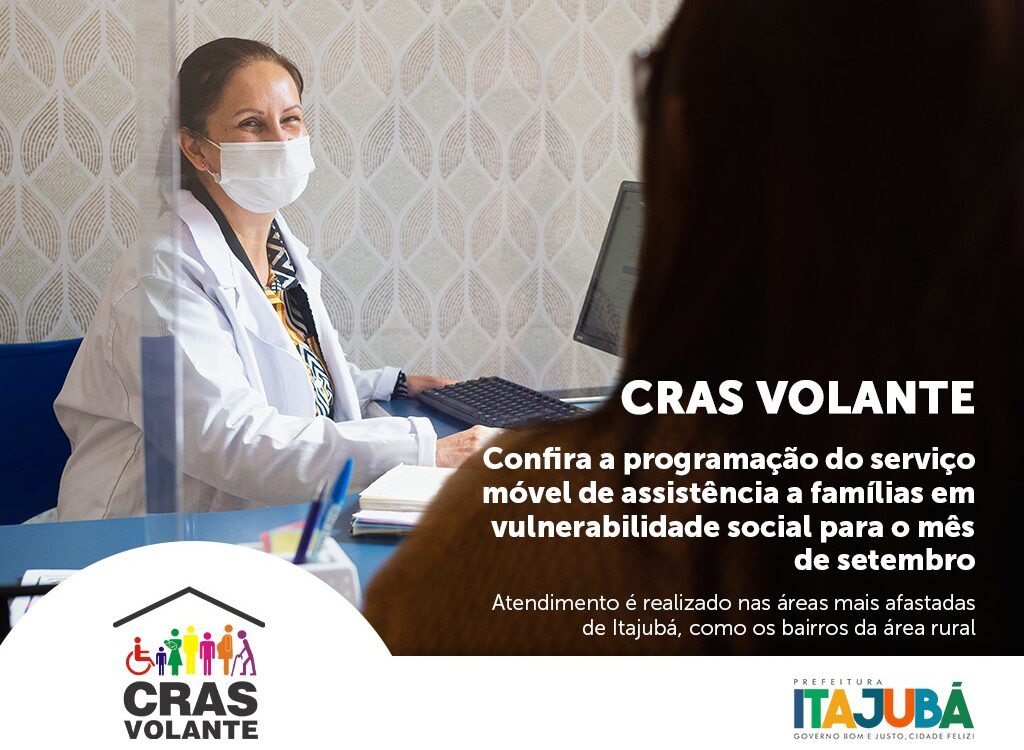 CRAS VOLANTE
Confira a programação do serviço
móvel de assistência a famílias em
vulnerabilidade social para o mês
de setembro
Atendimento é realizado nas áreas mais afastadas
de Itajubá, como os bairros da área rural
CRAS
VOLANTE
PREFEITURA
ITAJUBÁ
GOVERNO BOM E JUSTO, CIDADE FELIZ!